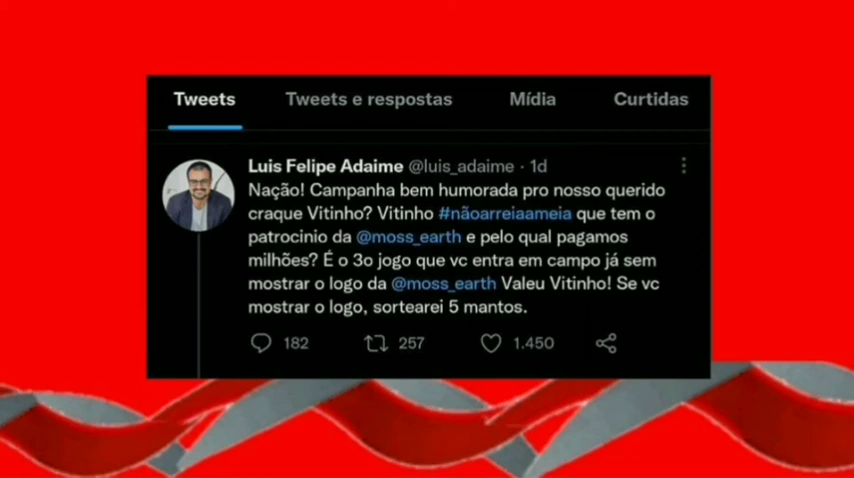 Tweets Tweets e respostas Mídia Curtidas
Luis Felipe Adaime @luis_adaime · 1d
Nação! Campanha bem humorada pro nosso querido
craque Vitinho? Vitinho #nãoarreiaameia que tem o
patrocinio da @moss_earth e pelo qual pagamos
milhões? É o 3o jogo que vc entra em campo já sem
mostrar o logo da @moss_earth Valeu Vitinho! Se vc
mostrar o logo, sortearei 5 mantos.
182 257 1.450